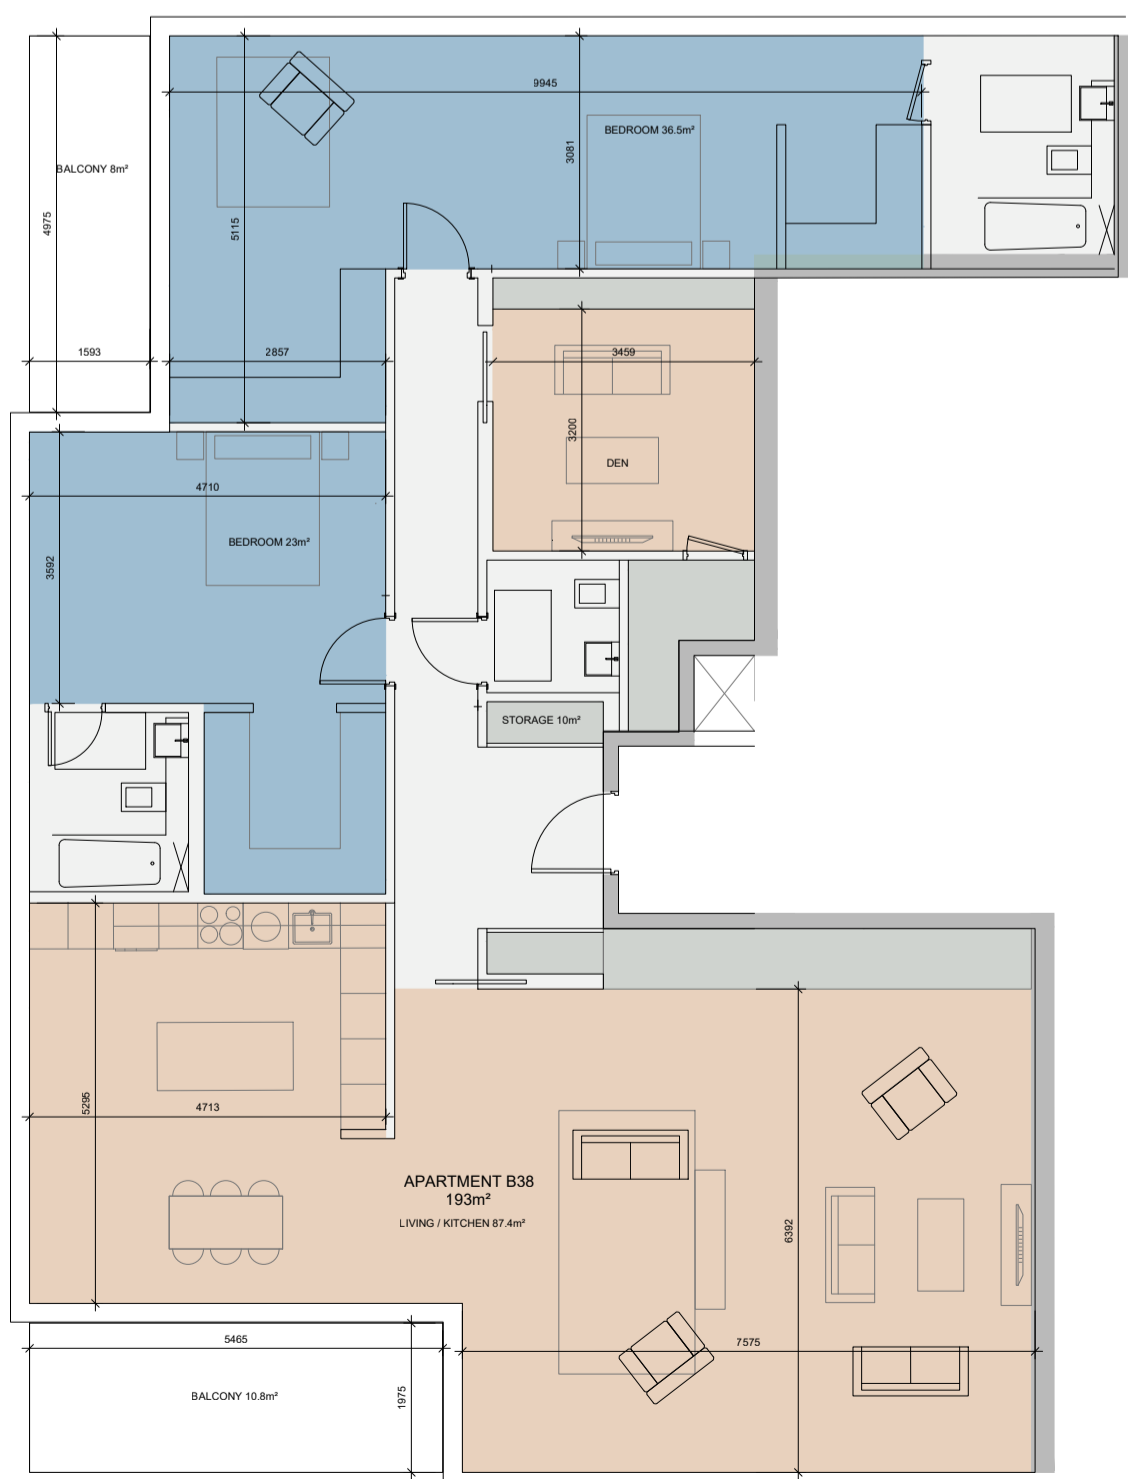 9945
BEDROOM 36.5m²
3081
BALCONY 8m²
4975
5115
1593
2857
3459
3200
DEN
4710
BEDROOM 23m²
3592
STORAGE 10m²
5295
4713
APARTMENT B38
193m²
LIVING / KITCHEN 87.4m²
6392
5465
7575
BALCONY 10.8m²
1975